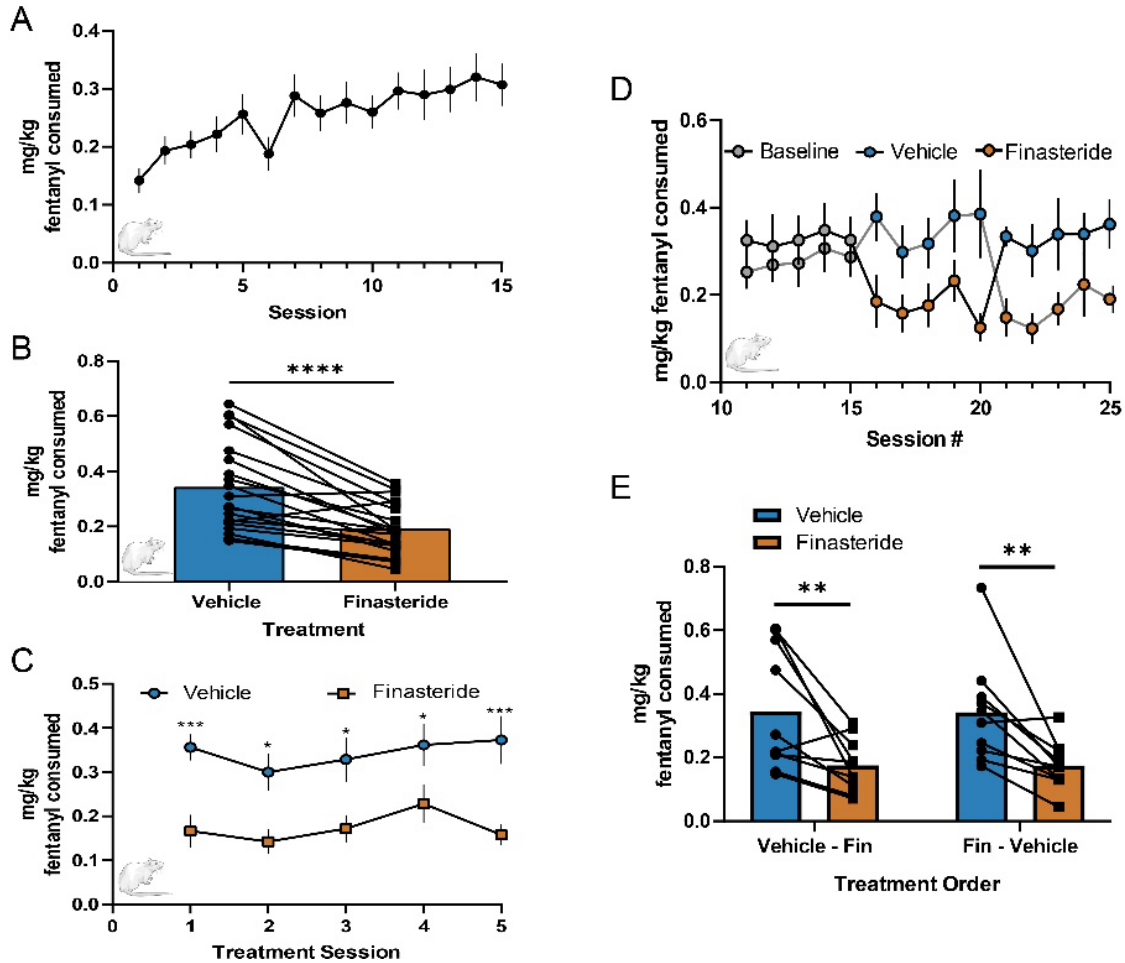 A
0.4
0.3
0.2
0.1
0.0
mg/kg
fentanyl consumed
0 5 10 15
Session
B
****
0.8
0.6
0.4
0.2
0.0
mg/kg
fentanyl consumed
Vehicle Finasteride
Treatment
C
Vehicle Finasteride
*** * * * ***
0.5
0.4
0.3
0.2
0.1
0.0
mg/kg
fentanyl consumed
0 1 2 3 4 5
Treatment Session
D
Baseline Vehicle Finasteride
0.6
0.4
0.2
0.0
mg/kg fentanyl consumed
10 15 20 25
Session #
E
Vehicle
Finasteride
** **
0.8
0.6
0.4
0.2
0.0
mg/kg
fentanyl consumed
Vehicle - Fin Fin - Vehicle
Treatment Order